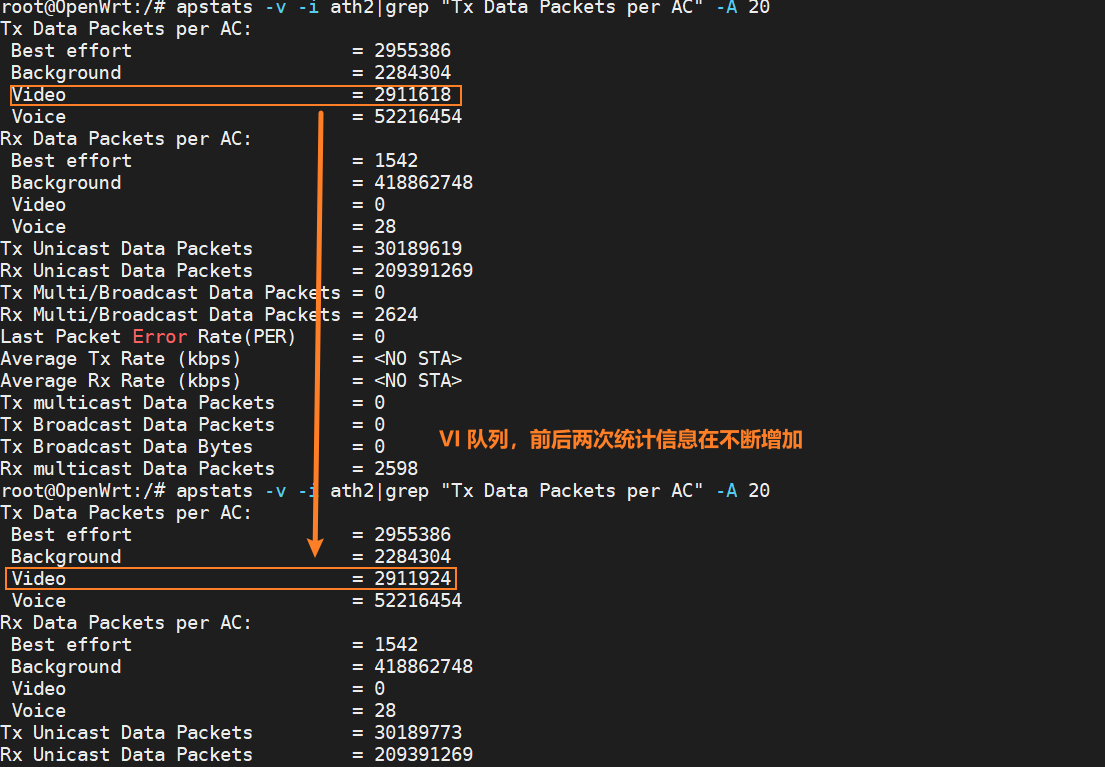 root@OpenWrt:/# apstats -v -i ath2|grep "Tx Data Packets per AC" -A 20
Tx Data Packets per AC:
Best effort = 2955386
Background = 2284304
Video = 2911618
Voice = 52216454
Rx Data Packets per AC:
Best effort = 1542
Background = 418862748
Video = 0
Voice = 28
Tx Unicast Data Packets = 30189619
Rx Unicast Data Packets = 209391269
Tx Multi/Broadcast Data Packets = 0
Rx Multi/Broadcast Data Packets = 2624
Last Packet Error Rate(PER) = 0
Average Tx Rate (kbps) = <NO STA>
Average Rx Rate (kbps) = <NO STA>
Tx multicast Data Packets = 0
Tx Broadcast Data Packets = 0
Tx Broadcast Data Bytes = 0
VI 队列，前后两次统计信息在不断增加
Rx multicast Data Packets = 2598
root@OpenWrt:/# apstats -v -i ath2|grep "Tx Data Packets per AC" -A 20
Tx Data Packets per AC:
Best effort = 2955386
Background = 2284304
Video = 2911924
Voice = 52216454
Rx Data Packets per AC:
Best effort = 1542
Background = 418862748
Video = 0
Voice = 28
Tx Unicast Data Packets = 30189773
Rx Unicast Data Packets = 209391269